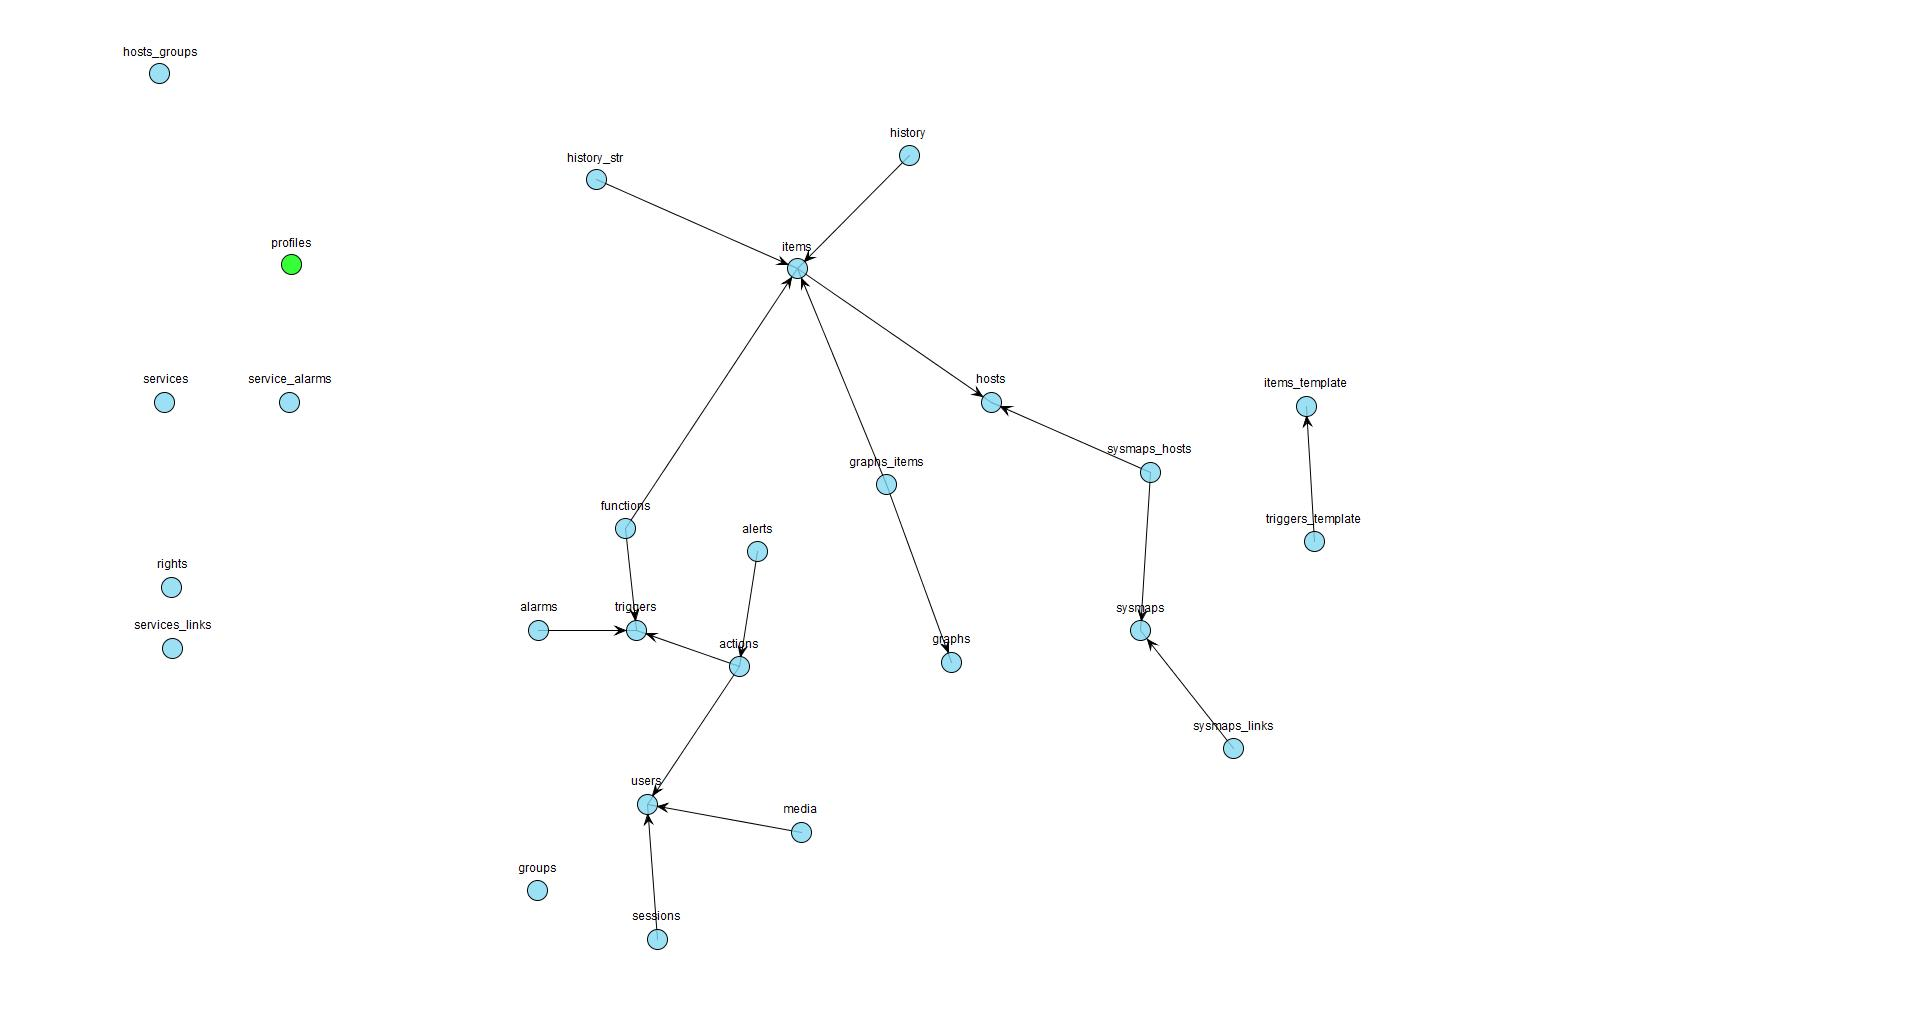 hosts_groups
history
history_str
profiles
items
services
service_alarms
hosts
items_template
sysmaps_hosts
graphs_items
functions
triggers_template
alerts
rights
alarms
triggers
sysmaps
services_links
graphs
actions
sysmaps_links
users
media
groups
sessions